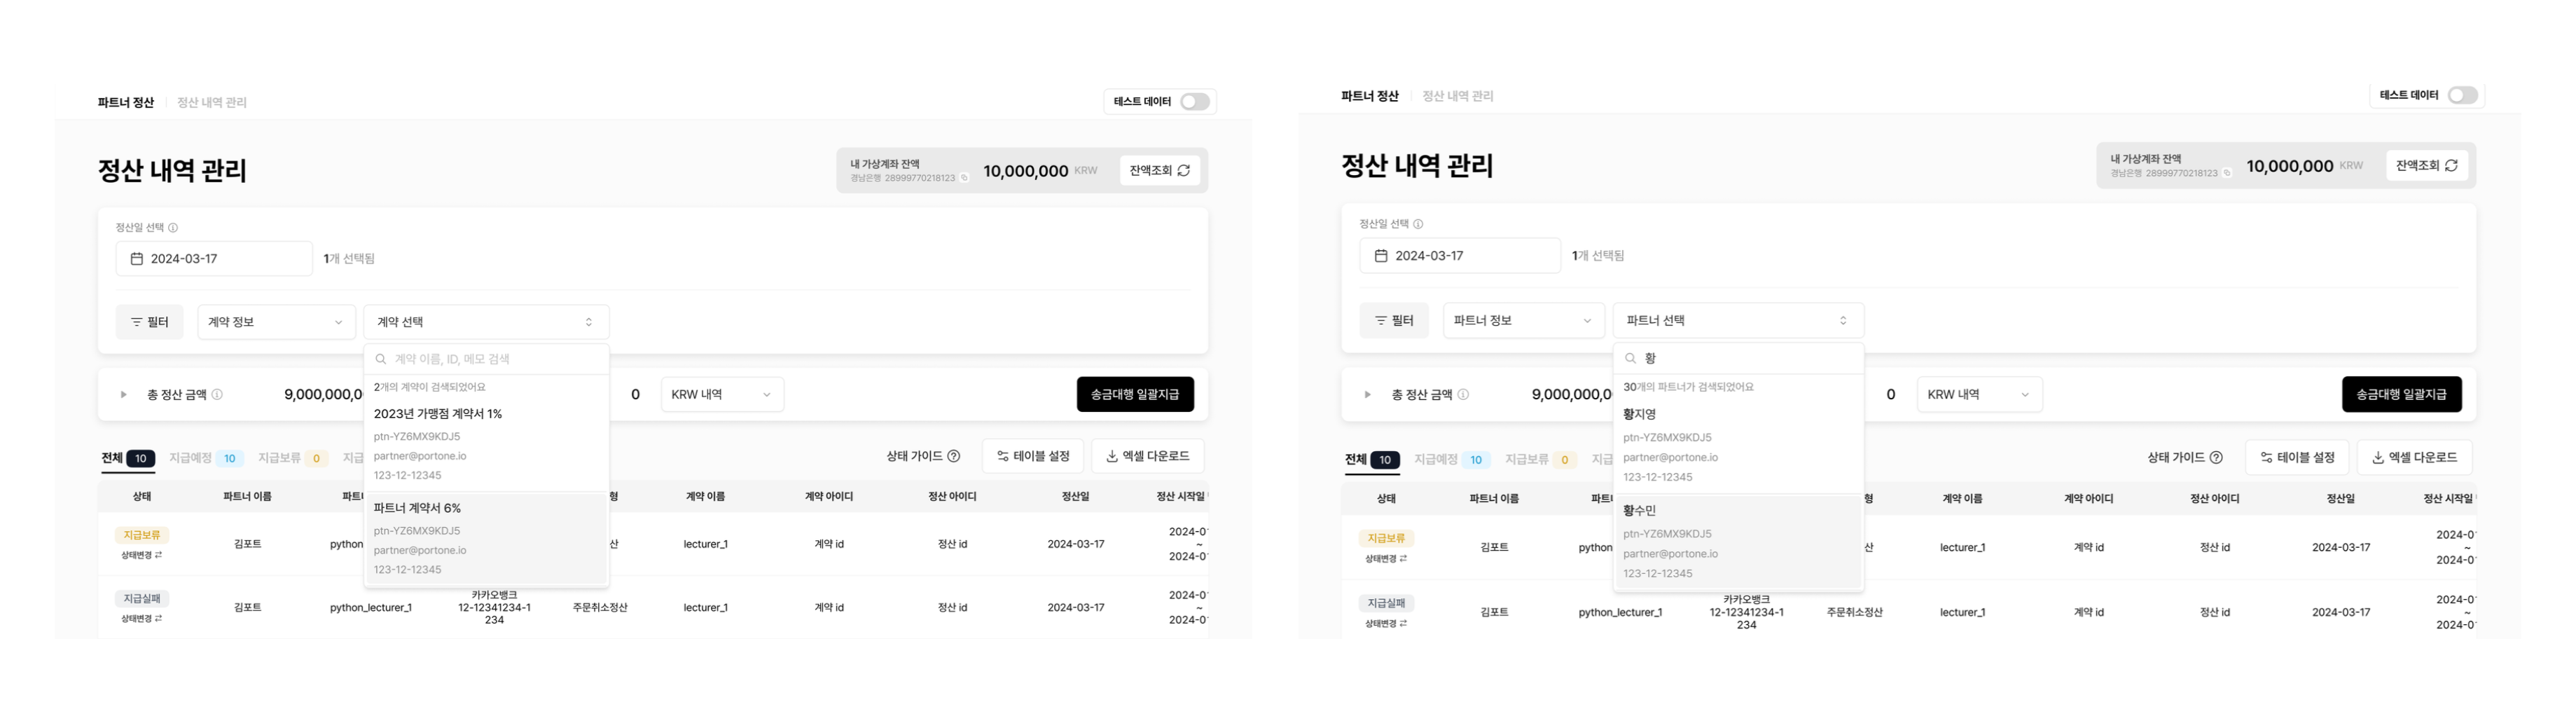 파트너 정산 정산 내역 관리
테스트 데이터
정산 내역 관리
내 가상계좌 잔액
경남은행 28999770218123
10,000,000 KRW
잔액조회
정산일 선택
2024-03-17
1개 선택됨
필터
계약 정보
계약 선택
계약 이름, ID, 메모 검색
2개의 계약이 검색되었어요
2023년 가맹점 계약서 1%
ptn-YZ6MX9KDJ5
partner@portone.io
123-12-12345
파트너 계약서 6%
ptn-YZ6MX9KDJ5
partner@portone.io
123-12-12345
총 정산 금액
9,000,000,0
0
KRW 내역
송금대행 일괄지급
전체 10 지급예정 10 지급보류 0 지급
상태 가이드
테이블 설정
엑셀 다운로드
상태 파트너 이름 파트 형 계약 이름 계약 아이디 정산 아이디 정산일 정산 시작일
지급보류
상태변경
김포트 python 산 lecturer_1 계약 id 정산 id 2024-03-17
2024-0
~
2024-0
지급실패
상태변경
김포트 python_lecturer_1
카카오뱅크
12-12341234-1
234
주문취소정산 lecturer_1 계약 id 정산 id 2024-03-17
2024-0
~
2024-0
파트너 정산 정산 내역 관리
테스트 데이터
정산 내역 관리
내 가상계좌 잔액
경남은행 28999770218123
10,000,000 KRW
잔액조회
정산일 선택
2024-03-17
1개 선택됨
필터
파트너 정보
파트너 선택
황
30개의 파트너가 검색되었어요
황지영
ptn-YZ6MX9KDJ5
partner@portone.io
123-12-12345
황수민
ptn-YZ6MX9KDJ5
partner@portone.io
123-12-12345
총 정산 금액
9,000,000,0
0
KRW 내역
송금대행 일괄지급
전체 10 지급예정 10 지급보류 0 지급
상태 가이드
테이블 설정
엑셀 다운로드
상태 파트너 이름 파트 형 계약 이름 계약 아이디 정산 아이디 정산일 정산 시작일
지급보류
상태변경
김포트 python 산 lecturer_1 계약 id 정산 id 2024-03-17
2024-0
~
2024-0
지급실패
상태변경
김포트 python_lecturer_1
카카오뱅크
12-12341234-1
234
주문취소정산 lecturer_1 계약 id 정산 id 2024-03-17
2024-0
~
2024-0